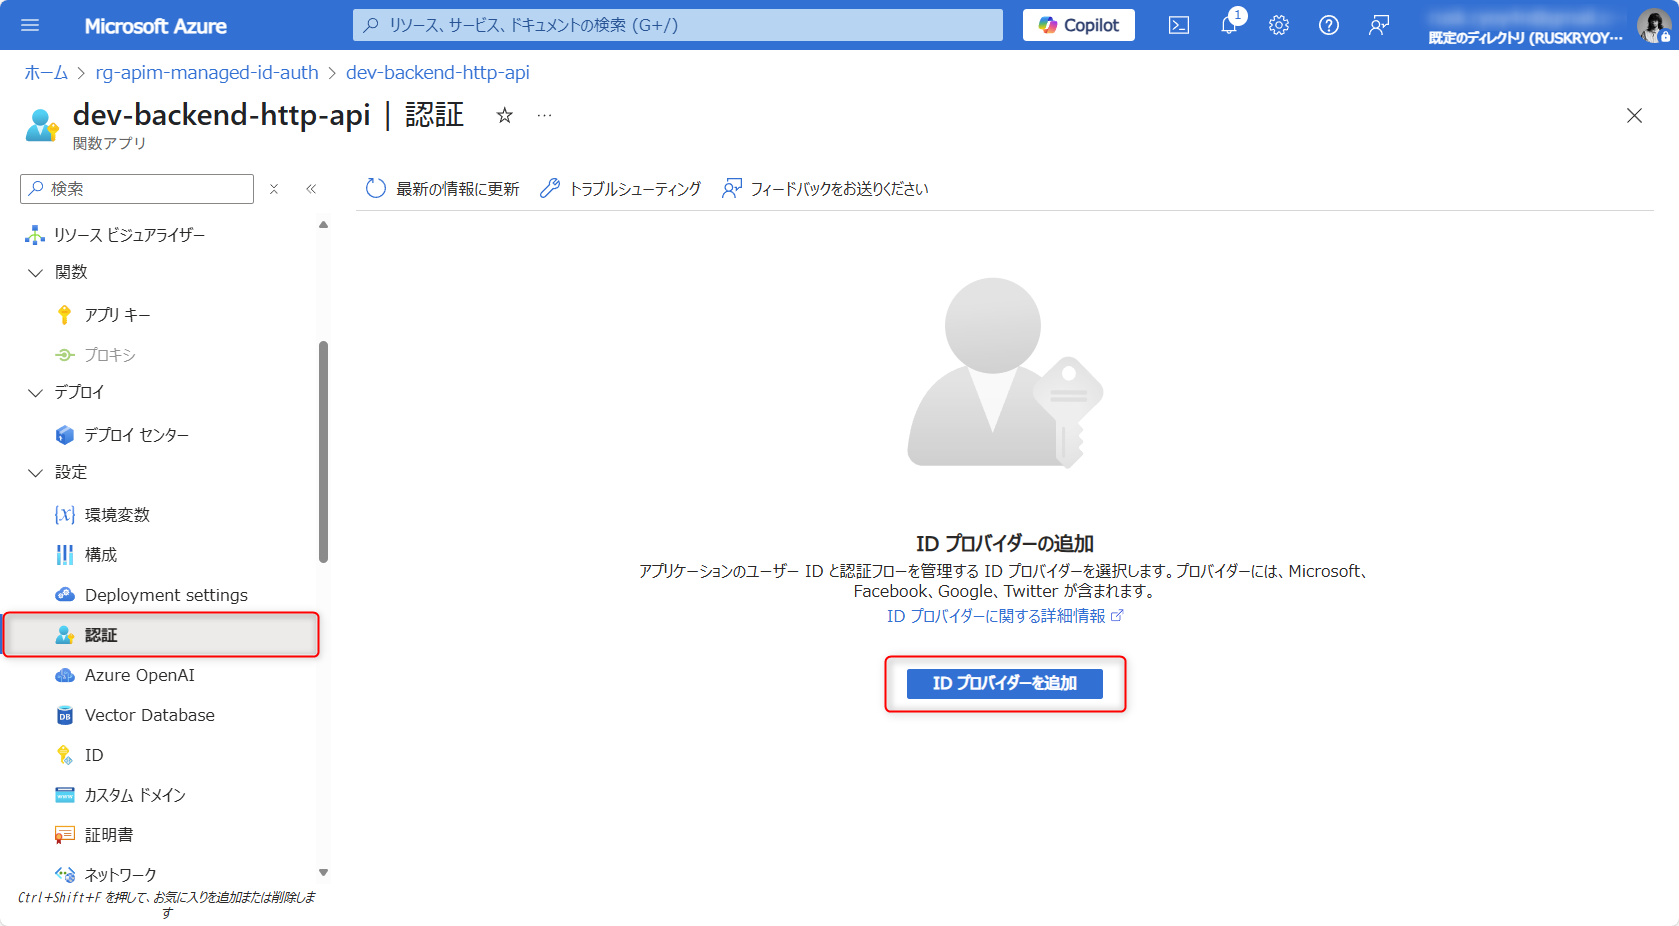 Microsoft Azure
リソース、サービス、ドキュメントの検索 (G+/)
Copilot
1
既定のディレクトリ (RUSKRYOY...
ホーム > rg-apim-managed-id-auth > dev-backend-http-api
dev-backend-http-api | 認証
関数アプリ
検索
最新の情報に更新
トラブルシューティング
フィードバックをお送りください
リソース ビジュアライザー
関数
アプリ キー
プロキシ
デプロイ
デプロイ センター
設定
環境変数
構成
Deployment settings
認証
Azure OpenAI
Vector Database
ID
カスタム ドメイン
証明書
ネットワーク
Ctrl+Shift+F を押して、お気に入りを追加または削除しま
す
ID プロバイダーの追加
アプリケーションのユーザー ID と認証フローを管理する ID プロバイダーを選択します。プロバイダーには、Microsoft、
Facebook、Google、Twitter が含まれます。
ID プロバイダーに関する詳細情報
ID プロバイダーを追加